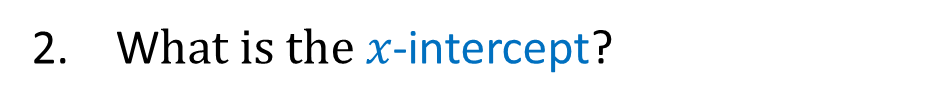 2. What is the x-intercept?